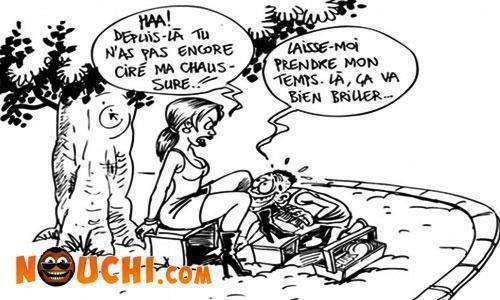 HAA!
DEPUIS-LÀ TU
N'AS PAS ENCORE
CIRÉ MA CHAUS-
SURE..
LAISSE-MOI
PRENDRE MON
TEMPS. LÀ, ÇA VA
BIEN BRILLER...
NOUCHI.COM